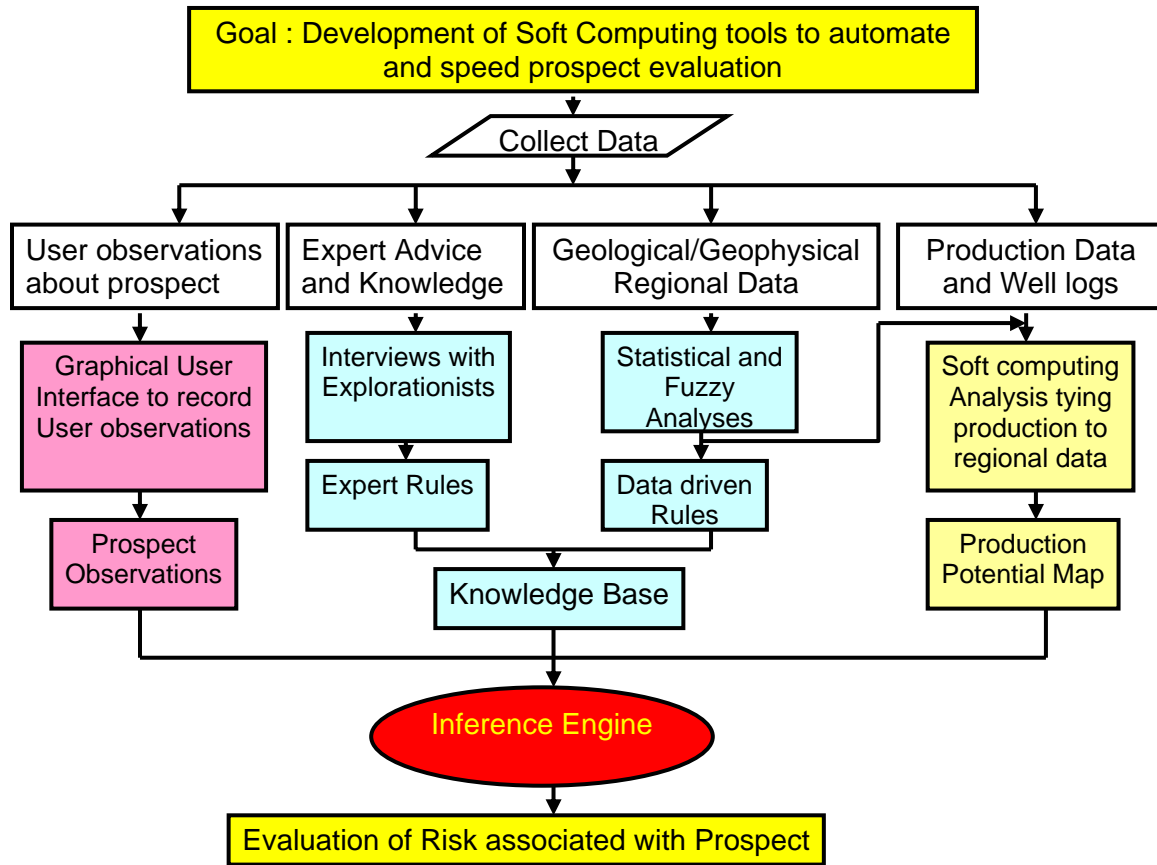 Goal : Development of Soft Computing tools to automate
and speed prospect evaluation
Collect Data
User observations
about prospect
Expert Advice
and Knowledge
Geological/Geophysical
Regional Data
Production Data
and Well logs
Graphical User
Interface to record
User observations
Interviews with
Explorationists
Statistical and
Fuzzy
Analyses
Soft computing
Analysis tying
production to
regional data
Expert Rules
Data driven
Rules
Prospect
Observations
Production
Potential Map
Knowledge Base
Inference Engine
Evaluation of Risk associated with Prospect